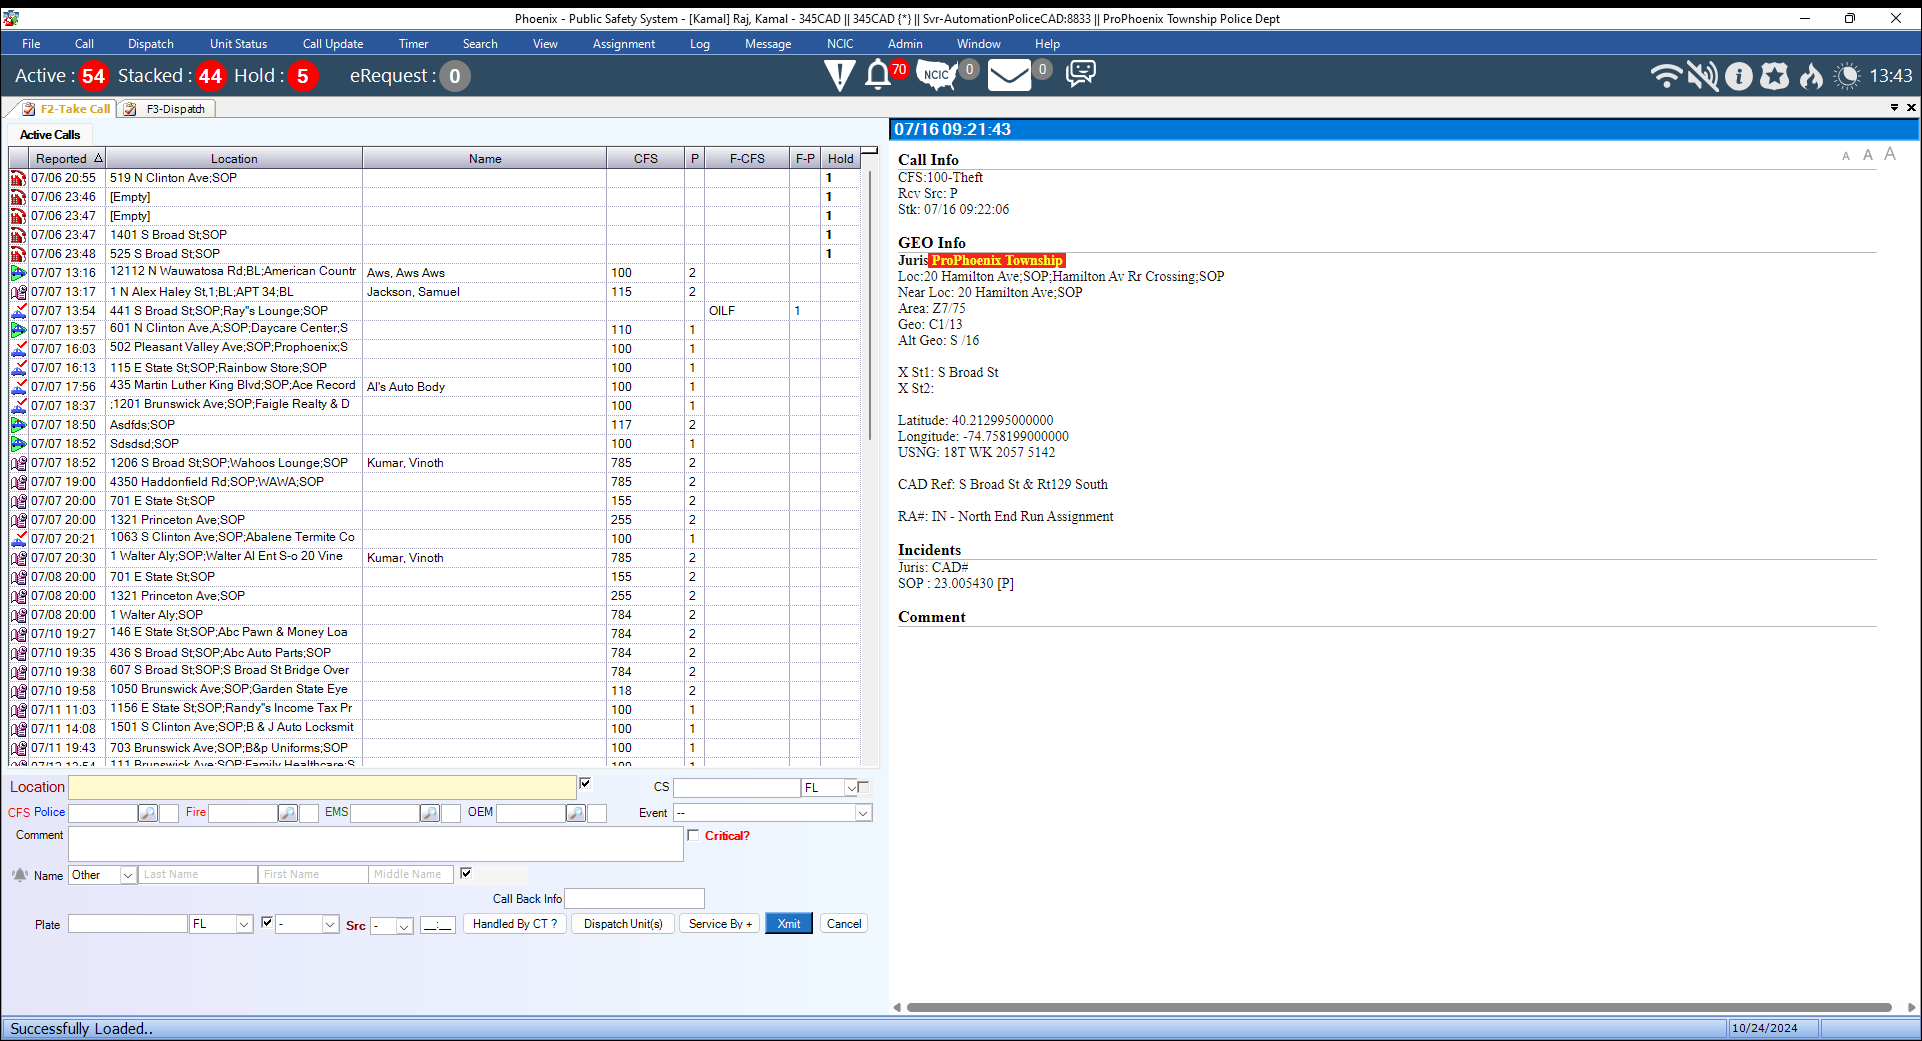 Phoenix - Public Safety System - [Kamal] Raj, Kamal - 345CAD || 345CAD {*} || Svr-AutomationPoliceCAD:8833 || ProPhoenix Township Police Dept
File Call Dispatch Unit Status Call Update Timer Search View Assignment Log Message NCIC Admin Window Help
Active : 54 Stacked : 44 Hold : 5 eRequest : 0 70 NCIC 0 0 13:43
F2-Take Call F3-Dispatch
Active Calls
Reported Location Name CFS P F-CFS F-P Hold
07/06 20:55 519 N Clinton Ave;SOP 1
07/06 23:46 [Empty] 1
07/06 23:47 [Empty] 1
07/06 23:47 1401 S Broad St;SOP 1
07/06 23:48 525 S Broad St;SOP 1
07/07 13:16 12112 N Wauwatosa Rd;BL;American Countr Aws, Aws Aws 100 2
07/07 13:17 1 N Alex Haley St,1;BL;APT 34;BL Jackson, Samuel 115 2
07/07 13:54 441 S Broad St;SOP;Ray"s Lounge;SOP OILF 1
07/07 13:57 601 N Clinton Ave,A;SOP;Daycare Center;S 110 1
07/07 16:03 502 Pleasant Valley Ave;SOP;Prophoenix;S 100 1
07/07 16:13 115 E State St;SOP;Rainbow Store;SOP 100 1
07/07 17:56 435 Martin Luther King Blvd;SOP;Ace Record Al's Auto Body 100 1
07/07 18:37 ;1201 Brunswick Ave;SOP;Faigle Realty & D 100 1
07/07 18:50 Asdfds;SOP 117 2
07/07 18:52 Sdsdsd;SOP 100 1
07/07 18:52 1206 S Broad St;SOP;Wahoos Lounge;SOP Kumar, Vinoth 785 2
07/07 19:00 4350 Haddonfield Rd;SOP;WAWA;SOP 785 2
07/07 20:00 701 E State St;SOP 155 2
07/07 20:00 1321 Princeton Ave;SOP 255 2
07/07 20:21 1063 S Clinton Ave;SOP;Abalene Termite Co 100 1
07/07 20:30 1 Walter Aly;SOP;Walter Al Ent S-o 20 Vine Kumar, Vinoth 785 2
07/08 20:00 701 E State St;SOP 155 2
07/08 20:00 1321 Princeton Ave;SOP 255 2
07/08 20:00 1 Walter Aly;SOP 784 2
07/10 19:27 146 E State St;SOP;Abc Pawn & Money Loa 784 2
07/10 19:35 436 S Broad St;SOP;Abc Auto Parts;SOP 784 2
07/10 19:38 607 S Broad St;SOP;S Broad St Bridge Over 784 2
07/10 19:58 1050 Brunswick Ave;SOP;Garden State Eye 118 2
07/11 11:03 1156 E State St;SOP;Randy"s Income Tax Pr 100 1
07/11 14:08 1501 S Clinton Ave;SOP;B & J Auto Locksmit 100 1
07/11 19:43 703 Brunswick Ave;SOP;B&p Uniforms;SOP 100 1
111 Brunswick Ave;SOP;Family Healthcare;S 100 1
Location CS FL
CFS Police Fire EMS OEM Event --
Comment Critical?
Name Other Last Name First Name Middle Name
Call Back Info
Plate FL - Src - __:__ Handled By CT ? Dispatch Unit(s) Service By + Xmit Cancel
07/16 09:21:43
A A A
Call Info
CFS:100-Theft
Rcv Src: P
Stk: 07/16 09:22:06
GEO Info
Juris ProPhoenix Township
Loc:20 Hamilton Ave;SOP;Hamilton Av Rr Crossing;SOP
Near Loc: 20 Hamilton Ave;SOP
Area: Z7/75
Geo: C1/13
Alt Geo: S /16
X St1: S Broad St
X St2:
Latitude: 40.212995000000
Longitude: -74.758199000000
USNG: 18T WK 2057 5142
CAD Ref: S Broad St & Rt129 South
RA#: IN - North End Run Assignment
Incidents
Juris: CAD#
SOP : 23.005430 [P]
Comment
Successfully Loaded.. 10/24/2024